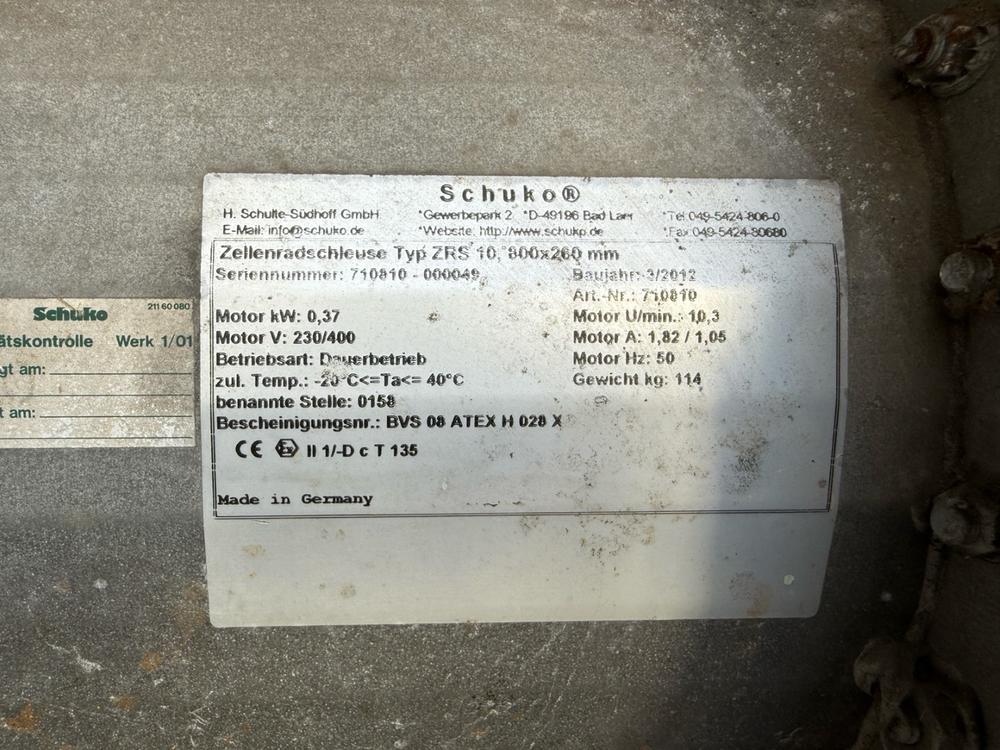 Schuko®
H. Schulte-Südhoff GmbH *Gewerbepark 2 *D-49196 Bad Laer *Tel.049-5424-806-0
E-Mail: info@schuko.de *Website: http://www.schuko.de *Fax 049-5424-80680
Zellenradschleuse Typ ZRS 10, 800x260 mm
Seriennummer: 710810 - 000049 Baujahr: 3/2012
Art.-Nr.: 710810
Motor kW: 0,37 Motor U/min.: 10,3
Motor V: 230/400 Motor A: 1,82 / 1,05
Betriebsart: Dauerbetrieb Motor Hz: 50
zul. Temp.: -20°C<=Ta<= 40°C Gewicht kg: 114
benannte Stelle: 0158
Bescheinigungsnr.: BVS 08 ATEX H 028 X
CE Ex II 1/-D c T 135
Made in Germany
Schuko 211 60 080
ätskontrolle Werk 1/01
gt am:
t am: